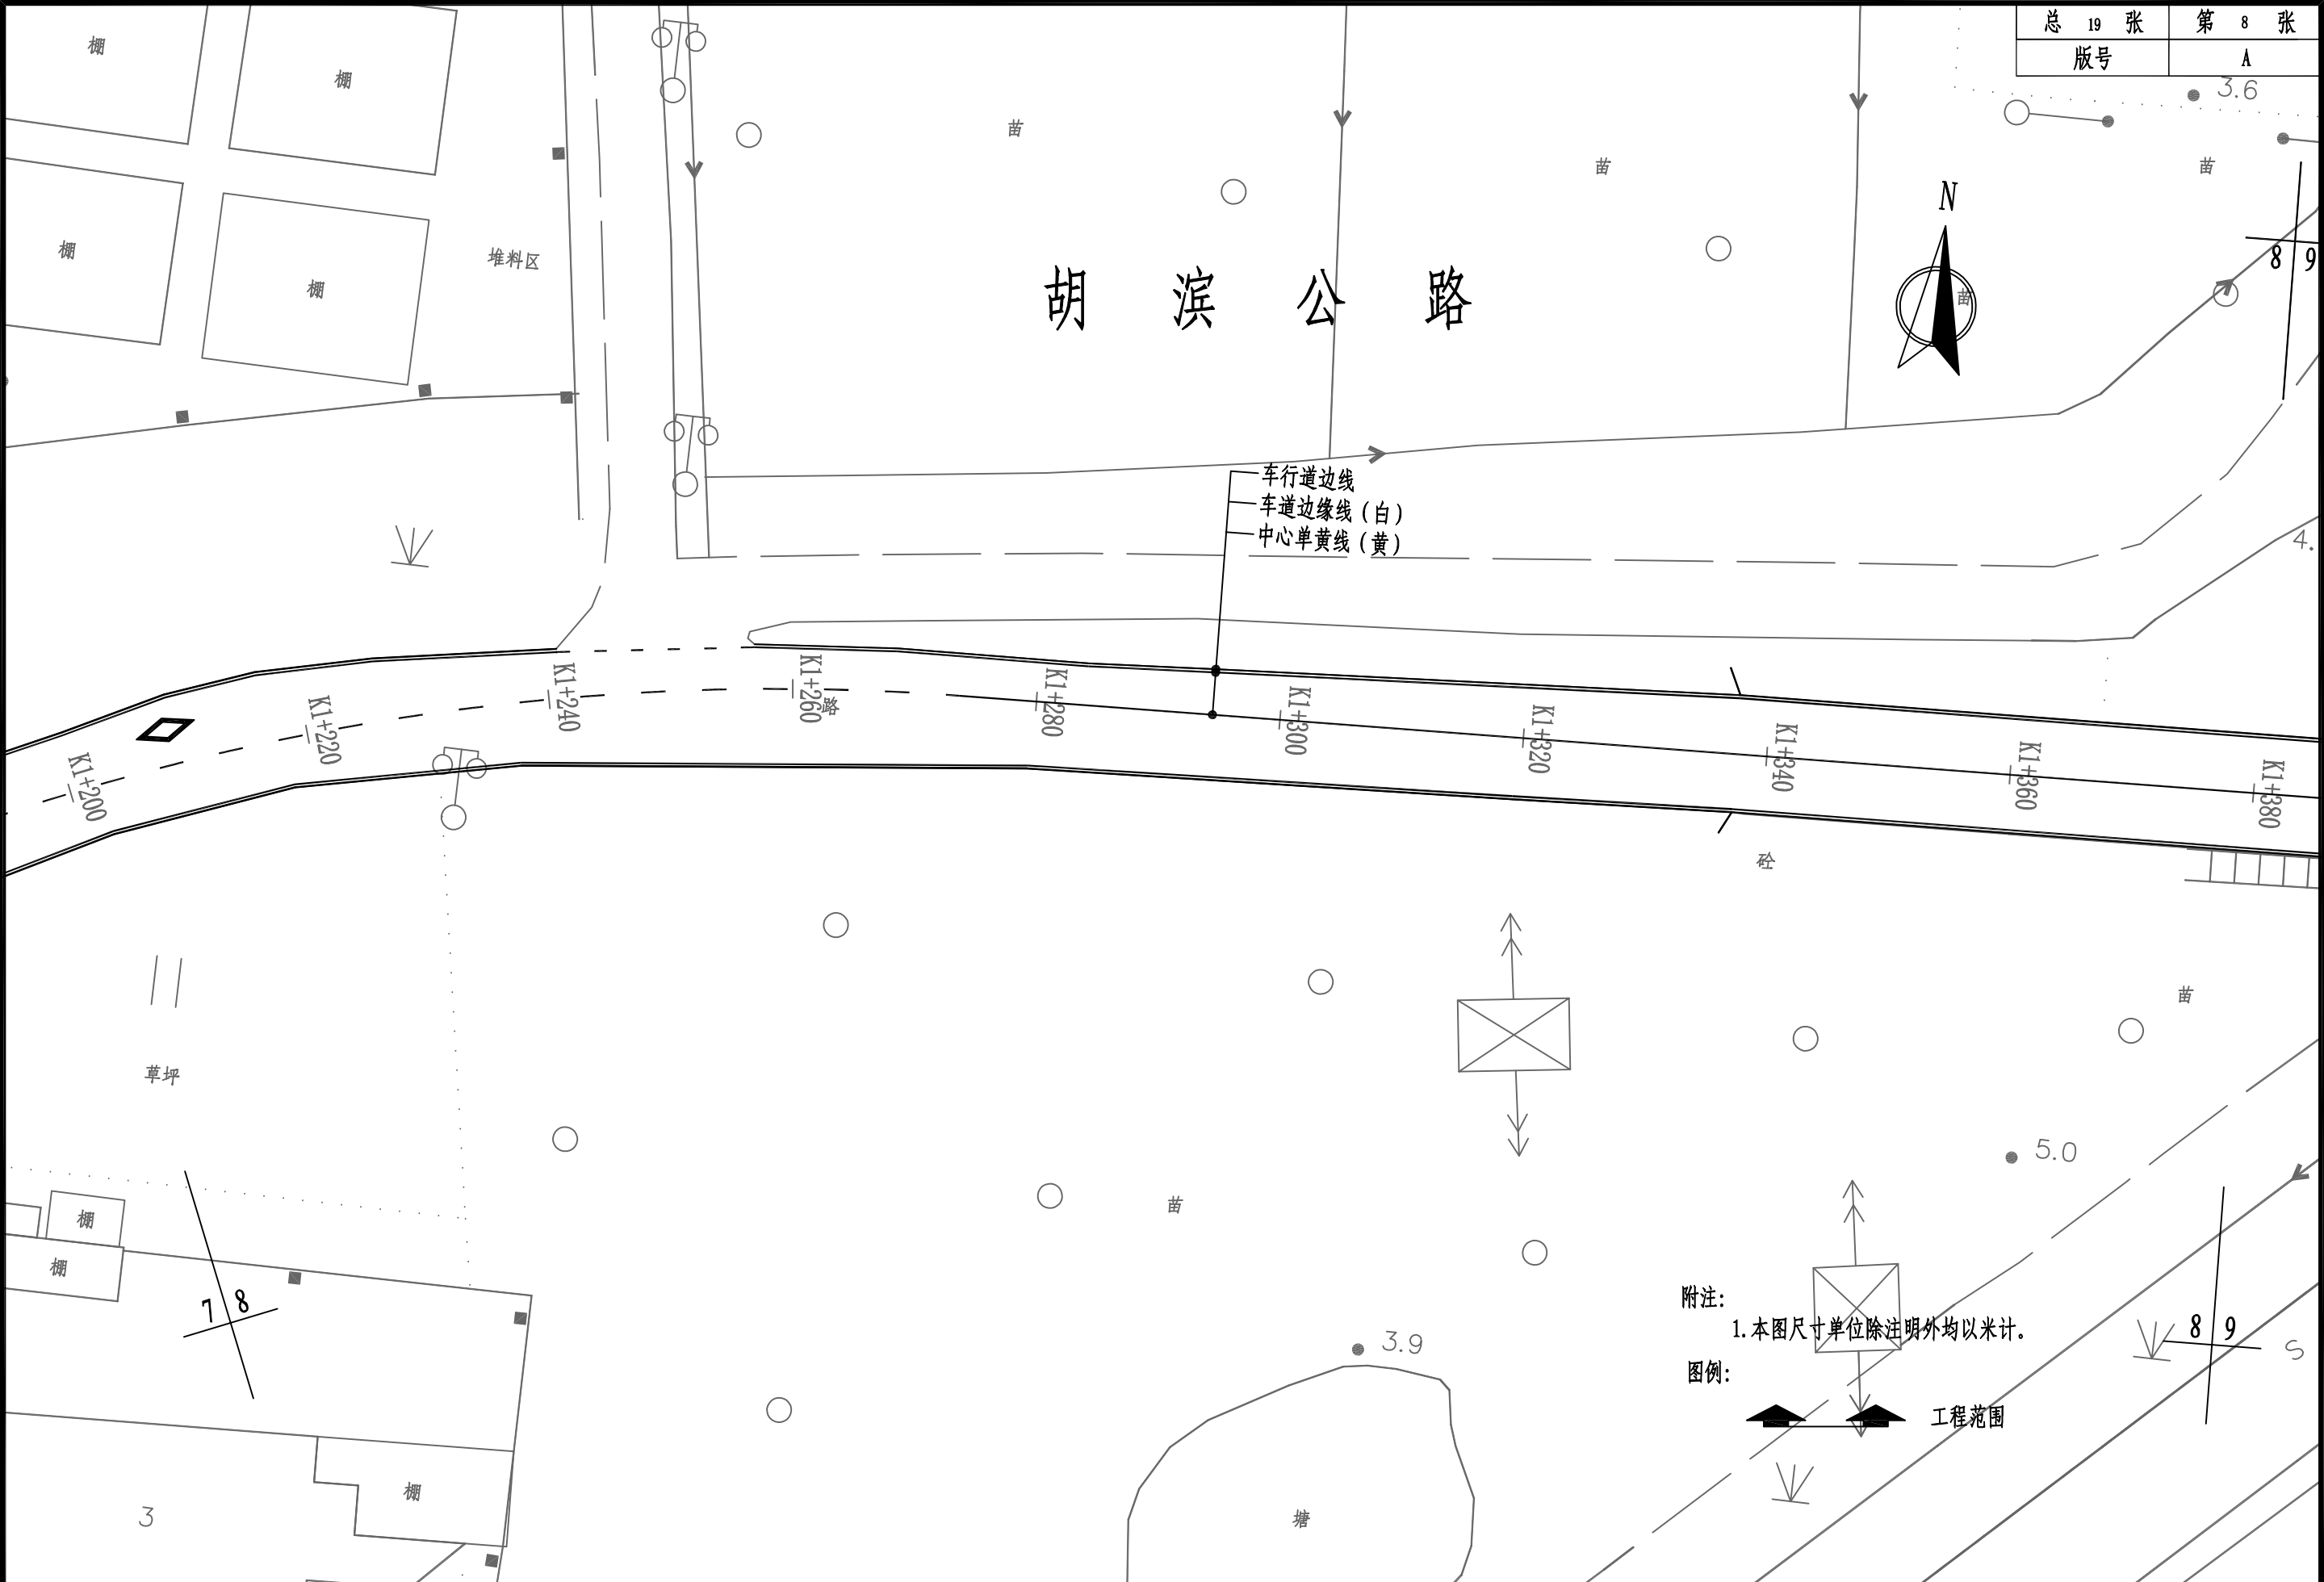 总 19 张 第 8 张
版号 A
棚
棚
3.6
苗
苗
苗
N
棚
棚
堆料区
8 9
苗
胡滨公路
车行道边线
车道边缘线（白）
中心单黄线（黄）
4.
K1+200
K1+220
K1+240
K1+260
路
K1+280
K1+300
K1+320
K1+340
K1+360
K1+380
砼
苗
草坪
5.0
苗
棚
棚
7 8
附注:
1.本图尺寸单位除注明外均以米计。
8 9
S
3.9
图例:
工程范围
棚
3
塘